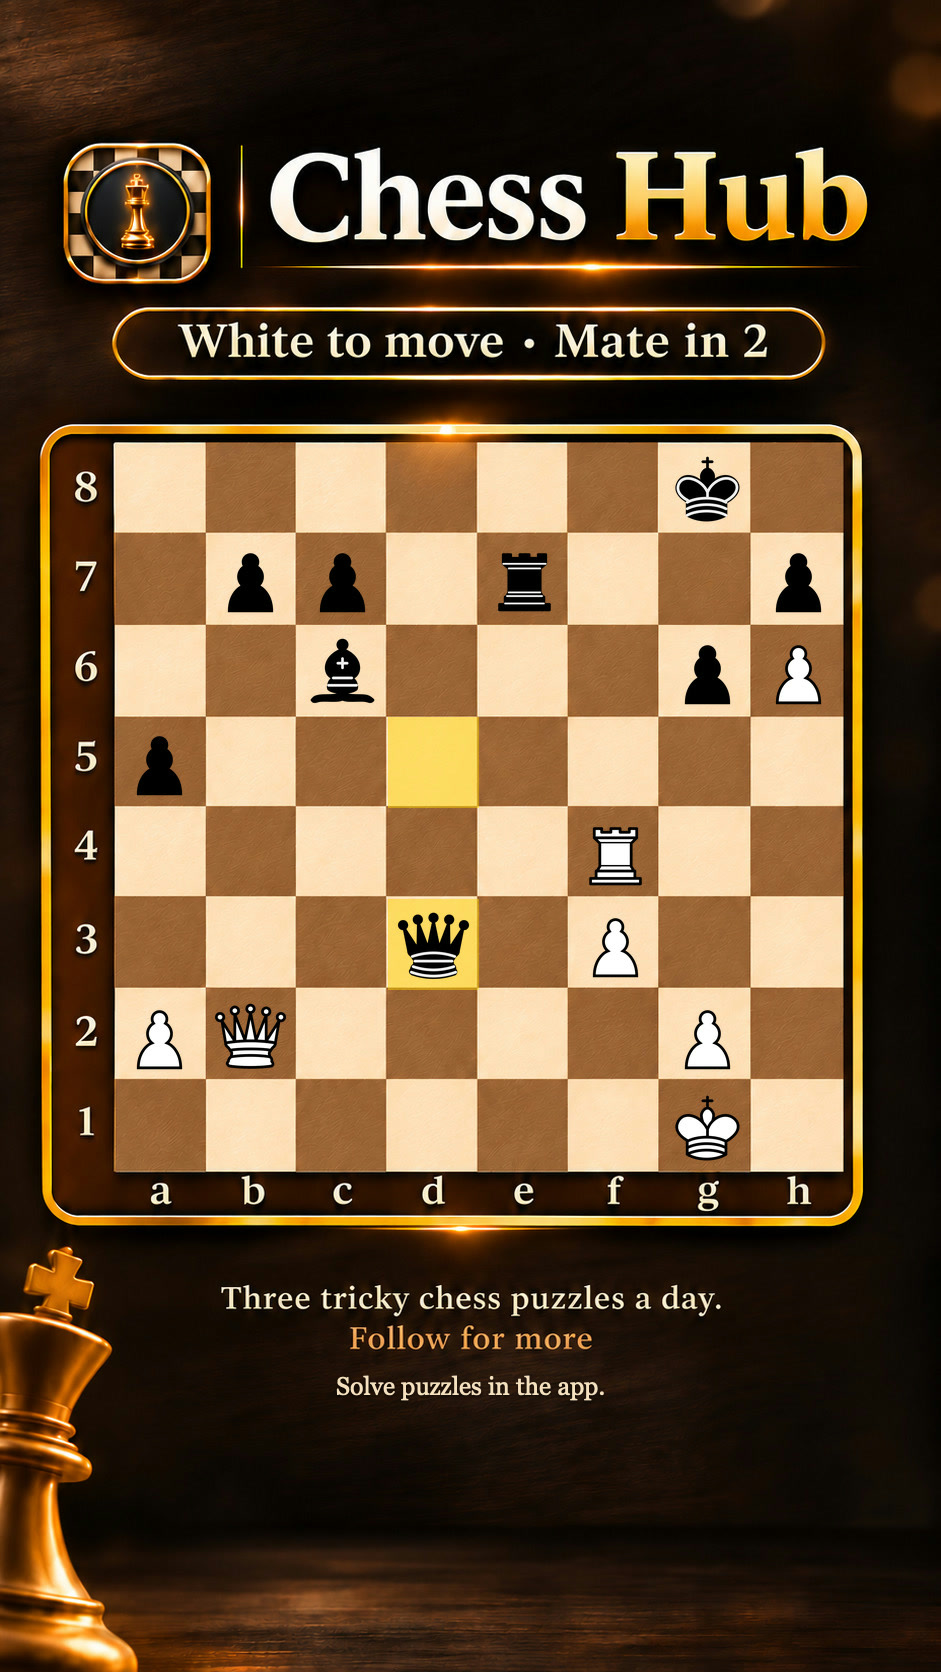 Chess Hub
White to move • Mate in 2
8
7
6
5
4
3
2
1
a b c d e f g h
Three tricky chess puzzles a day.
Follow for more
Solve puzzles in the app.